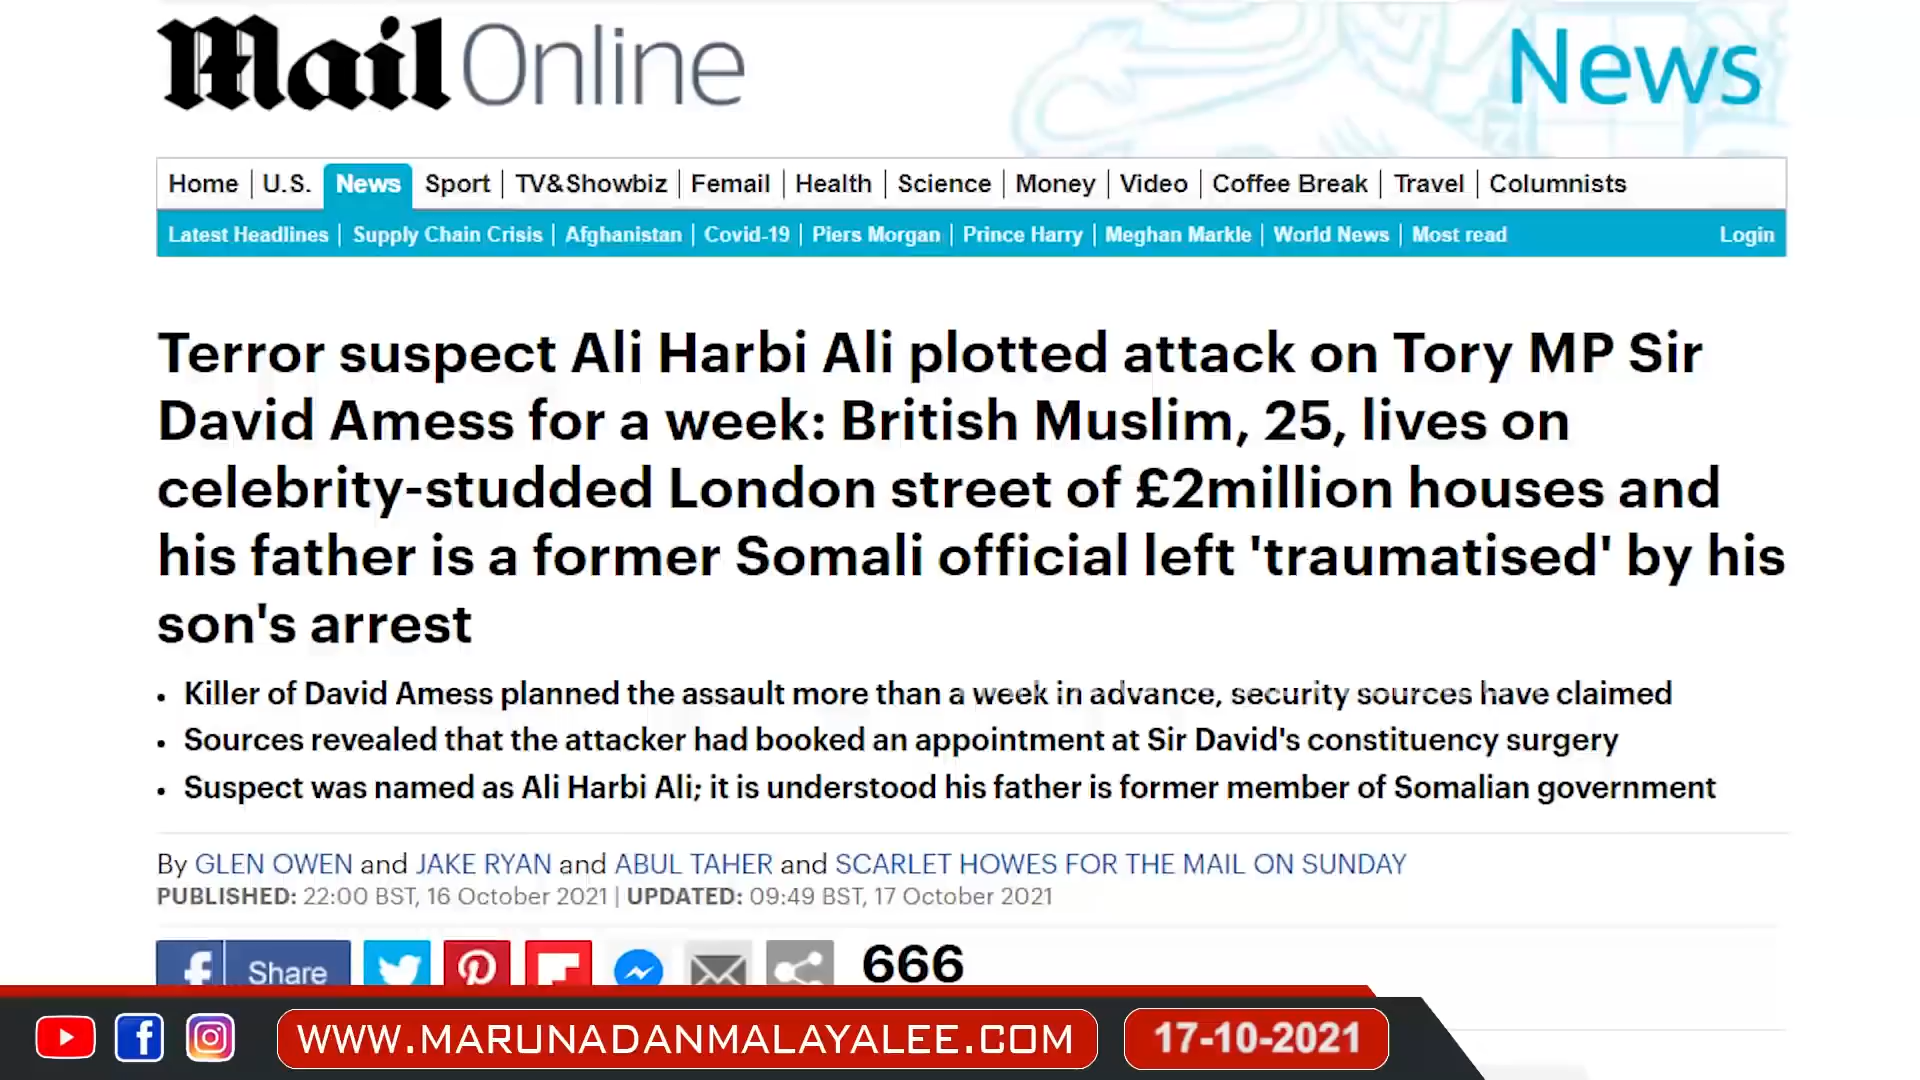 Mail Online
News
Home | U.S. | News | Sport | TV&Showbiz | Femail | Health | Science | Money | Video | Coffee Break | Travel | Columnists
Latest Headlines | Supply Chain Crisis | Afghanistan | Covid-19 | Piers Morgan | Prince Harry | Meghan Markle | World News | Most read
Login
Terror suspect Ali Harbi Ali plotted attack on Tory MP Sir
David Amess for a week: British Muslim, 25, lives on
celebrity-studded London street of £2million houses and
his father is a former Somali official left 'traumatised' by his
son's arrest
• Killer of David Amess planned the assault more than a week in advance, security sources have claimed
• Sources revealed that the attacker had booked an appointment at Sir David's constituency surgery
• Suspect was named as Ali Harbi Ali; it is understood his father is former member of Somalian government
By GLEN OWEN and JAKE RYAN and ABUL TAHER and SCARLET HOWES FOR THE MAIL ON SUNDAY
PUBLISHED: 22:00 BST, 16 October 2021 | UPDATED: 09:49 BST, 17 October 2021
Share
666
WWW.MARUNADANMALAYALEE.COM
17-10-2021